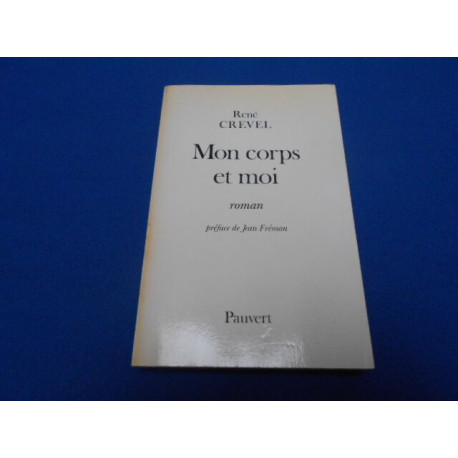 René
CREVEL
Mon corps
et moi
roman
préface de Jean Frémon
Pauvert